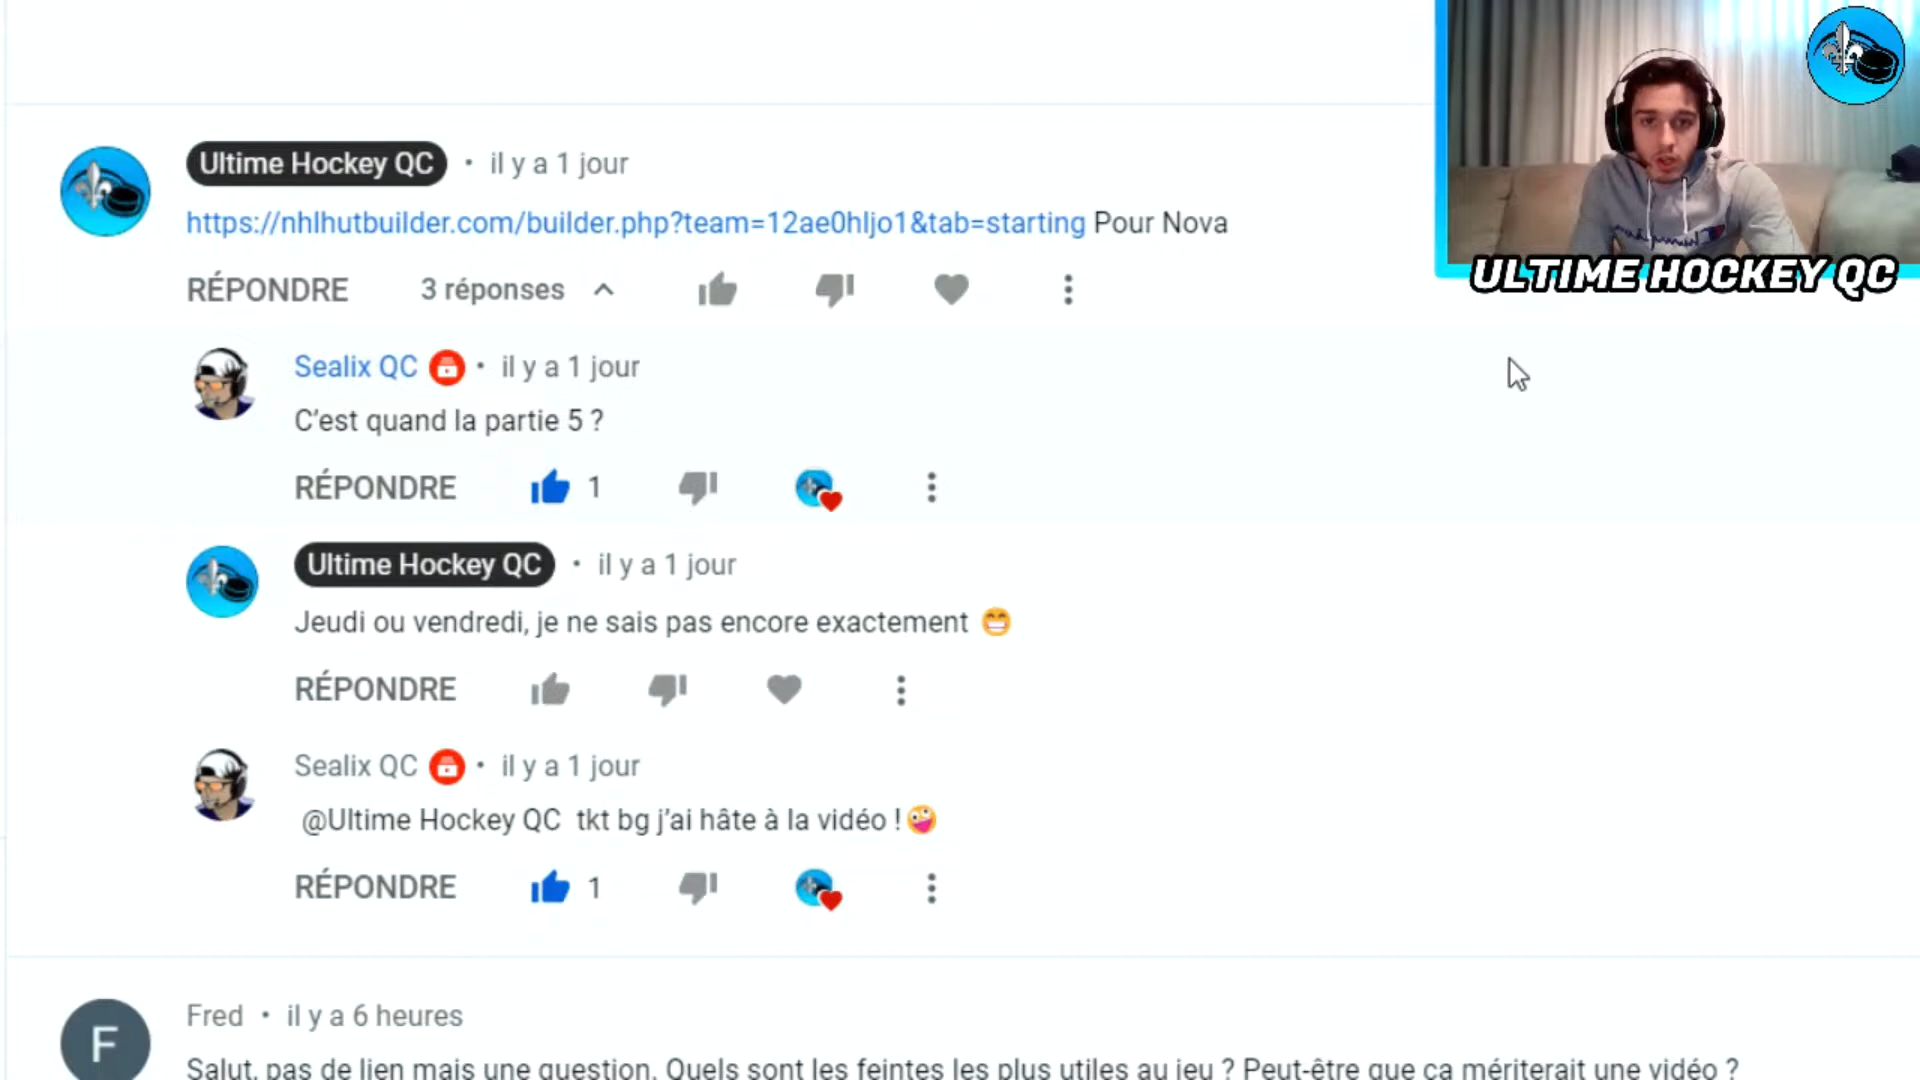 Ultime Hockey QC • il y a 1 jour
https://nhlhutbuilder.com/builder.php?team=12ae0hljo1&tab=starting Pour Nova
RÉPONDRE 3 réponses
ULTIME HOCKEY QC
Sealix QC • il y a 1 jour
C'est quand la partie 5 ?
RÉPONDRE 1
Ultime Hockey QC • il y a 1 jour
Jeudi ou vendredi, je ne sais pas encore exactement 😁
RÉPONDRE
Sealix QC • il y a 1 jour
@Ultime Hockey QC tkt bg j'ai hâte à la vidéo ! 🤪
RÉPONDRE 1
F
Fred • il y a 6 heures
Salut, pas de lien mais une question. Quels sont les feintes les plus utiles au jeu ? Peut-être que ça mériterait une vidéo ?